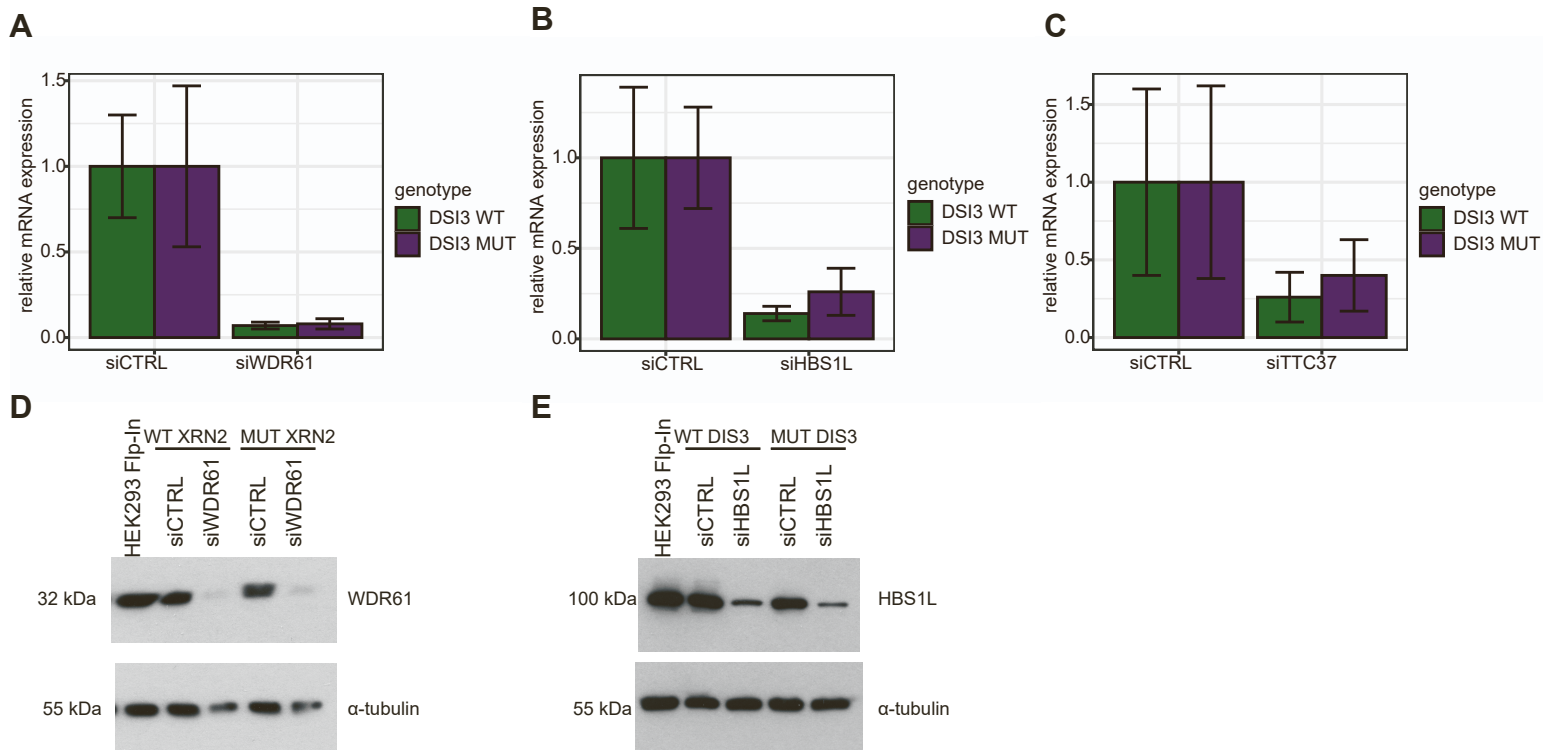 A
relative mRNA expression
1.5
1.0
0.5
0.0
siCTRL
siWDR61
genotype
DSI3 WT
DSI3 MUT
B
relative mRNA expression
1.0
0.5
0.0
siCTRL
siHBS1L
genotype
DSI3 WT
DSI3 MUT
C
relative mRNA expression
1.5
1.0
0.5
0.0
siCTRL
siTTC37
genotype
DSI3 WT
DSI3 MUT
D
HEK293 Flp-In
WT XRN2
MUT XRN2
siCTRL
siWDR61
siCTRL
siWDR61
32 kDa
WDR61
55 kDa
α-tubulin
E
HEK293 Flp-In
WT DIS3
MUT DIS3
siCTRL
siHBS1L
siCTRL
siHBS1L
100 kDa
HBS1L
55 kDa
α-tubulin